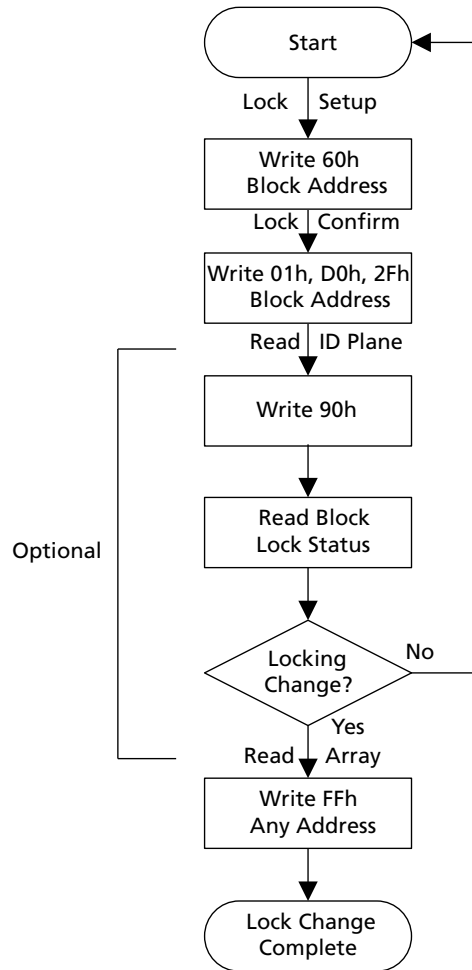 Start
Lock Setup
Write 60h
Block Address
Lock Confirm
Write 01h, D0h, 2Fh
Block Address
Read ID Plane
Write 90h
Read Block
Lock Status
Optional
Locking
Change?
No
Yes
Read Array
Write FFh
Any Address
Lock Change
Complete